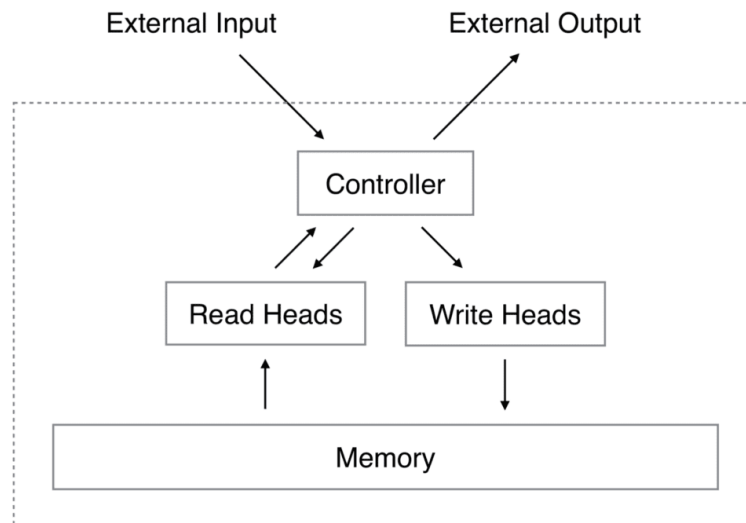 External Input
External Output
Controller
Read Heads
Write Heads
Memory